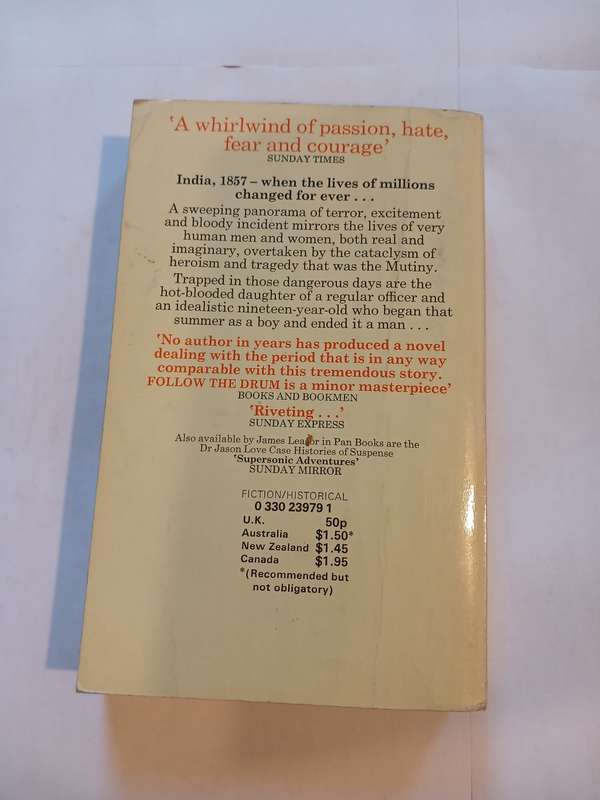 'A whirlwind of passion, hate,
fear and courage'
SUNDAY TIMES
India, 1857 – when the lives of millions
changed for ever . . .
A sweeping panorama of terror, excitement
and bloody incident mirrors the lives of very
human men and women, both real and
imaginary, overtaken by the cataclysm of
heroism and tragedy that was the Mutiny.
Trapped in those dangerous days are the
hot-blooded daughter of a regular officer and
an idealistic nineteen-year-old who began that
summer as a boy and ended it a man . . .
'No author in years has produced a novel
dealing with the period that is in any way
comparable with this tremendous story.
FOLLOW THE DRUM is a minor masterpiece'
BOOKS AND BOOKMEN
'Riveting . . .'
SUNDAY EXPRESS
Also available by James Leasor in Pan Books are the
Dr Jason Love Case Histories of Suspense
'Supersonic Adventures'
SUNDAY MIRROR
FICTION/HISTORICAL
0 330 23979 1
U.K. 50p
Australia $1.50*
New Zealand $1.45
Canada $1.95
*(Recommended but
not obligatory)